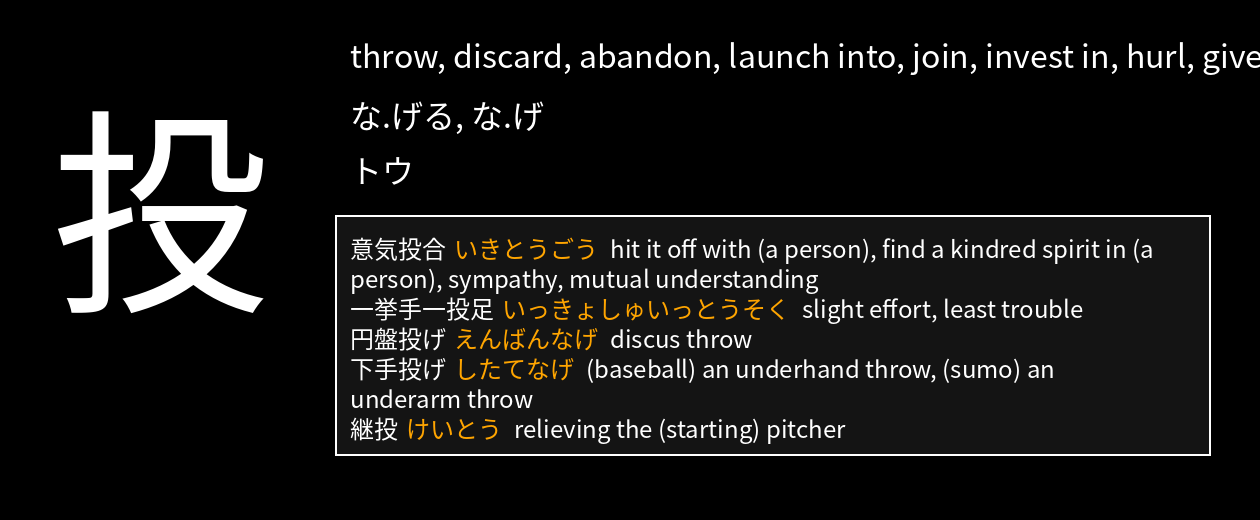 投
throw, discard, abandon, launch into, join, invest in, hurl, give
な.げる, な.げ
トウ
意気投合 いきとうごう hit it off with (a person), find a kindred spirit in (a
person), sympathy, mutual understanding
一挙手一投足 いっきょしゅいっとうそく slight effort, least trouble
円盤投げ えんばんなげ discus throw
下手投げ したてなげ (baseball) an underhand throw, (sumo) an
underarm throw
継投 けいとう relieving the (starting) pitcher